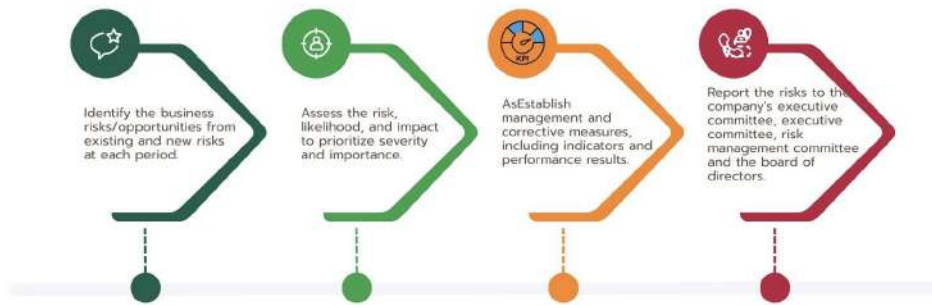 Identify the business
risks/opportunities from
existing and new risks
at each period.
Assess the risk,
likelihood, and impact
to prioritize severity
and importance.
KPI
AsEstablish
management and
corrective measures,
including indicators and
performance results.
Report the risks to the
company's executive
committee, executive
committee, risk
management committee
and the board of
directors.